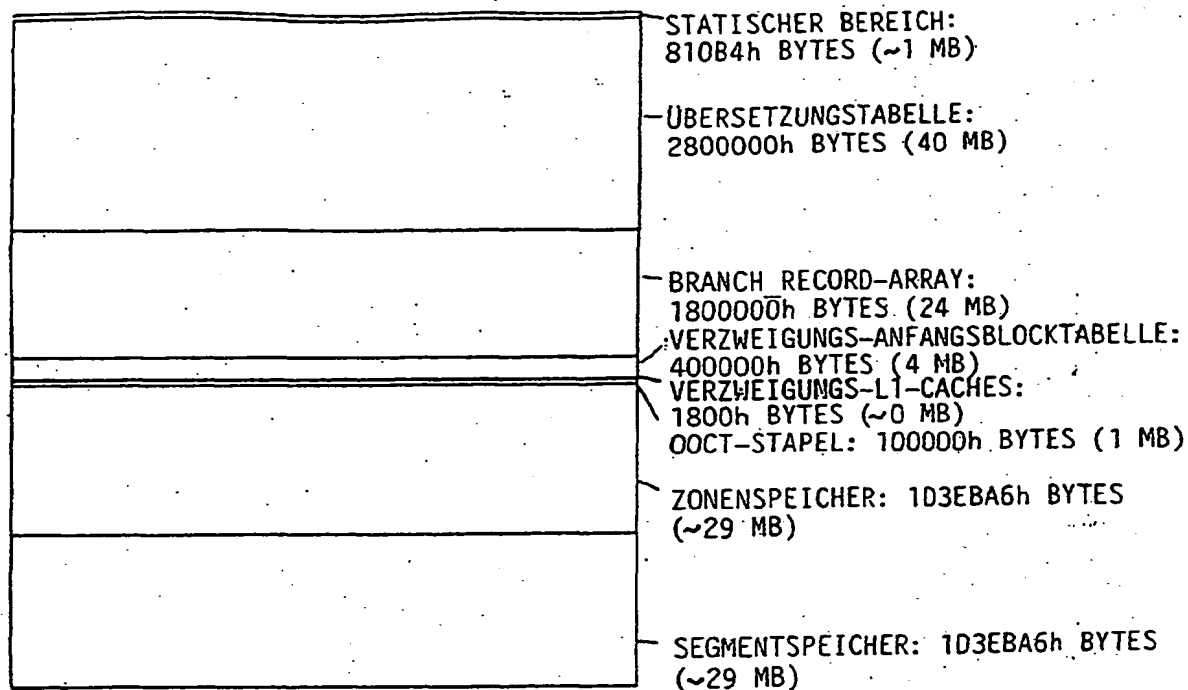 STATISCHER BEREICH:
810B4h BYTES (~1 MB)
ÜBERSETZUNGSTABELLE:
2800000h BYTES (40 MB)
BRANCH_RECORD-ARRAY:
1800000h BYTES (24 MB)
VERZWEIGUNGS-ANFANGSBLOCKTABELLE:
400000h BYTES (4 MB)
VERZWEIGUNGS-L1-CACHES:
1800h BYTES (~0 MB)
OOCT-STAPEL: 100000h BYTES (1 MB)
ZONENSPEICHER: 1D3EBA6h BYTES
(~29 MB)
SEGMENTSPEICHER: 1D3EBA6h BYTES
(~29 MB)